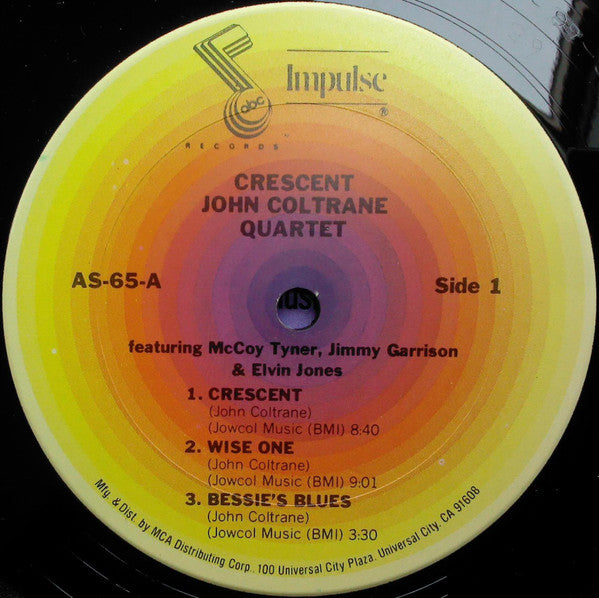 abc
RECORDS
Impulse
®
CRESCENT
JOHN COLTRANE
QUARTET
AS-65-A
Side 1
featuring McCoy Tyner, Jimmy Garrison
& Elvin Jones
1. CRESCENT
(John Coltrane)
(Jowcol Music (BMI) 8:40
2. WISE ONE
(John Coltrane)
(Jowcol Music (BMI) 9:01
3. BESSIE'S BLUES
(John Coltrane)
(Jowcol Music (BMI) 3:30
Mfg. & Dist. by MCA Distributing Corp., 100 Universal City Plaza, Universal City, CA 91608